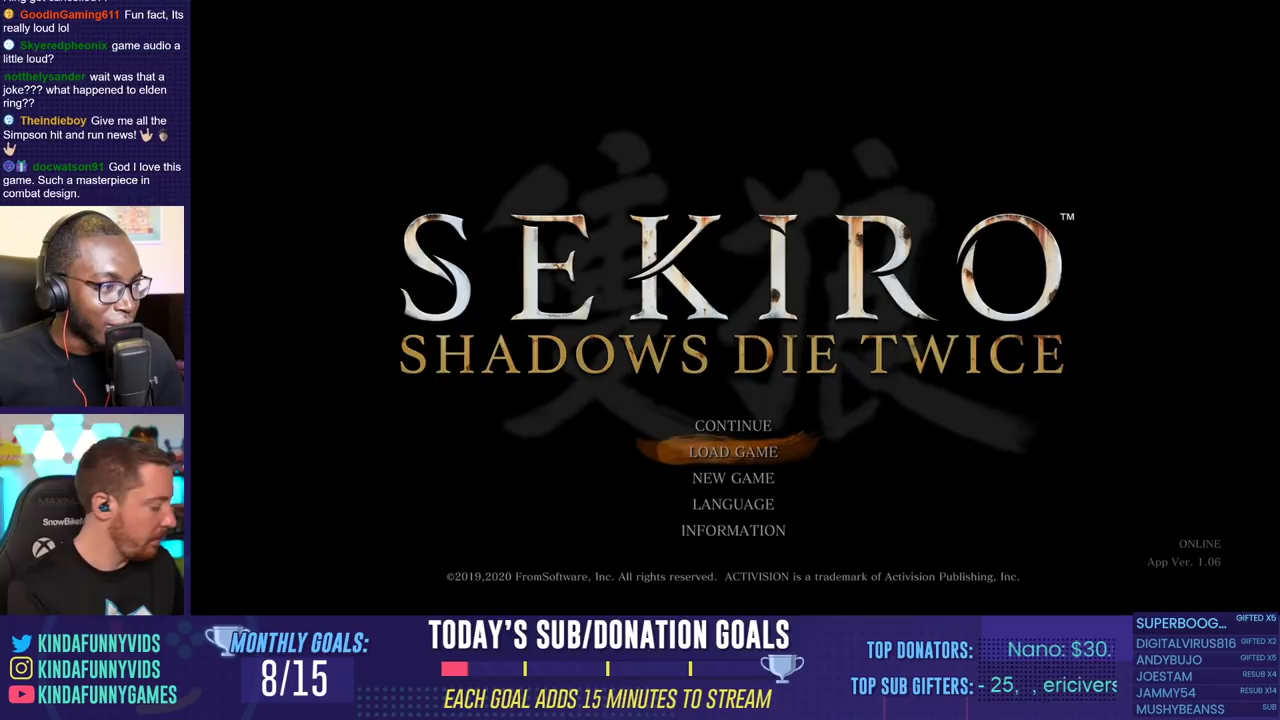 GoodinGaming611 Fun fact, Its
really loud lol
Skyeredpheonix game audio a
little loud?
notthelysander wait was that a
joke??? what happened to elden
ring??
TheIndieboy Give me all the
Simpson hit and run news!
docwatson91 God I love this
game. Such a masterpiece in
combat design.
隻狼
SEKIRO™
SHADOWS DIE TWICE
CONTINUE
LOAD GAME
NEW GAME
LANGUAGE
INFORMATION
ONLINE
App Ver. 1.06
©2019,2020 FromSoftware, Inc. All rights reserved. ACTIVISION is a trademark of Activision Publishing, Inc.
KINDAFUNNYVIDS
KINDAFUNNYVIDS
KINDAFUNNYGAMES
MONTHLY GOALS:
8/15
TODAY'S SUB/DONATION GOALS
EACH GOAL ADDS 15 MINUTES TO STREAM
TOP DONATORS: Nano: $30.
TOP SUB GIFTERS: - 25, , ericivers
SUPERBOOG... GIFTED X5
DIGITALVIRUS816 GIFTED X2
ANDYBUJO GIFTED X5
JOESTAM RESUB X4
JAMMY54 RESUB X14
MUSHYBEANSS SUB